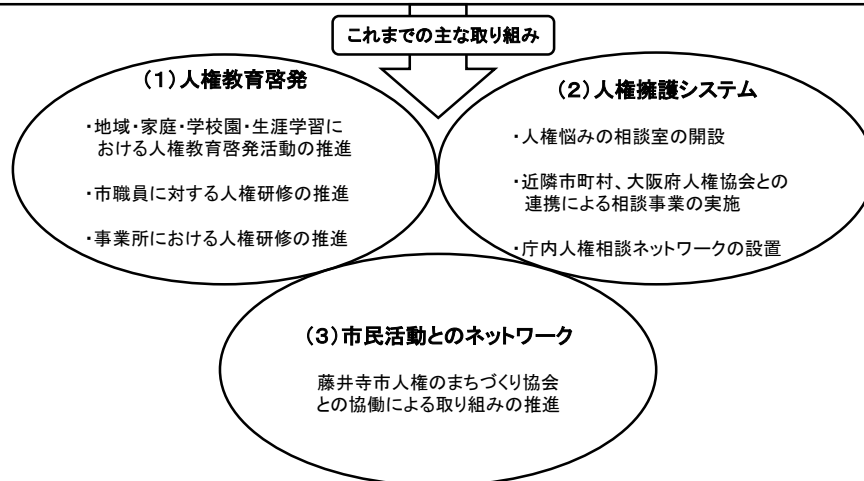 これまでの主な取り組み
(1)人権教育啓発
・地域・家庭・学校園・生涯学習に
おける人権教育啓発活動の推進
・市職員に対する人権研修の推進
・事業所における人権研修の推進
(2)人権擁護システム
・人権悩みの相談室の開設
・近隣市町村、大阪府人権協会との
連携による相談事業の実施
・庁内人権相談ネットワークの設置
(3)市民活動とのネットワーク
藤井寺市人権のまちづくり協会
との協働による取り組みの推進